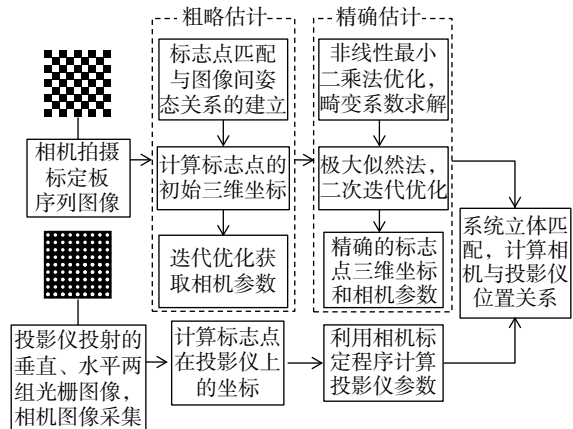 粗略估计
精确估计
标志点匹配
与图像间姿
态关系的建立
非线性最小
二乘法优化，
畸变系数求解
相机拍摄
标定板
序列图像
计算标志点的
初始三维坐标
极大似然法，
二次迭代优化
迭代优化获
取相机参数
精确的标志
点三维坐标
和相机参数
系统立体匹
配，计算相
机与投影仪
位置关系
投影仪投射的
垂直、水平两
组光栅图像，
相机图像采集
计算标志点
在投影仪上
的坐标
利用相机标
定程序计算
投影仪参数